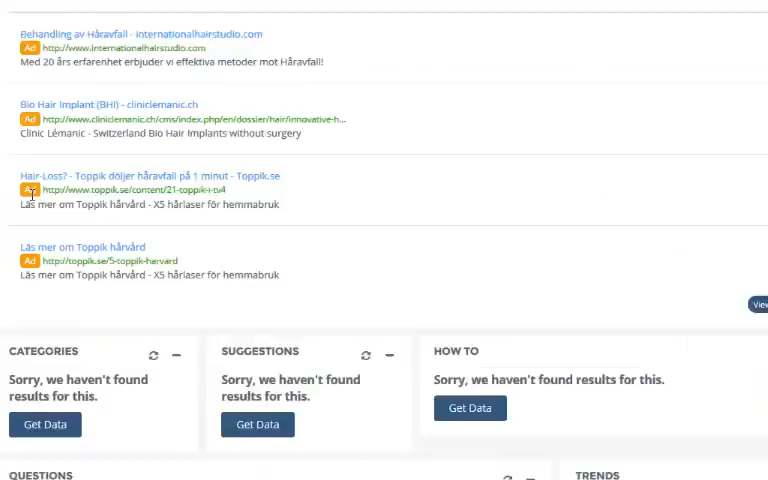 Behandling av Håravfall - internationalhairstudio.com
Ad http://www.internationalhairstudio.com
Med 20 års erfarenhet erbjuder vi effektiva metoder mot Håravfall!
Bio Hair Implant (BHI) - cliniclemanic.ch
Ad http://www.cliniclemanic.ch/cms/index.php/en/dossier/hair/innovative-h...
Clinic Lémanic - Switzerland Bio Hair Implants without surgery
Hair-Loss? - Toppik döljer håravfall på 1 minut - Toppik.se
Ad http://www.toppik.se/content/21-toppik-i-tv4
Läs mer om Toppik hårvård - X5 hårlaser för hemmabruk
Läs mer om Toppik hårvård
Ad http://toppik.se/5-toppik-harvard
Läs mer om Toppik hårvård - X5 hårlaser för hemmabruk
View
CATEGORIES SUGGESTIONS HOW TO
Sorry, we haven't found Sorry, we haven't found Sorry, we haven't found results for this.
results for this. results for this.
Get Data Get Data Get Data
QUESTIONS TRENDS